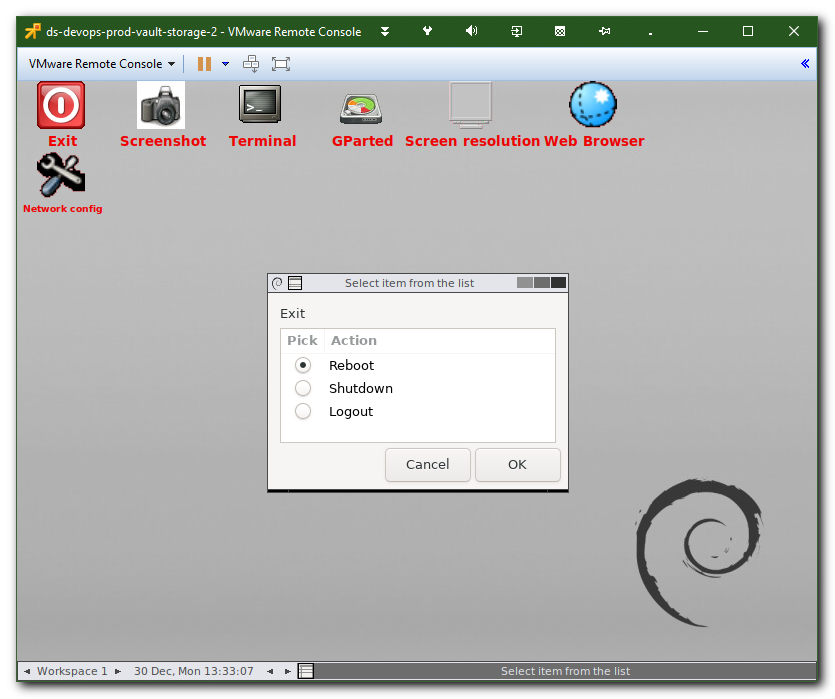 ds-devops-prod-vault-storage-2 - VMware Remote Console
VMware Remote Console
Exit
Screenshot
Terminal
GParted
Screen resolution
Web Browser
Network config
Select item from the list
Exit
Pick Action
Reboot
Shutdown
Logout
Cancel OK
Workspace 1 30 Dec, Mon 13:33:07 Select item from the list